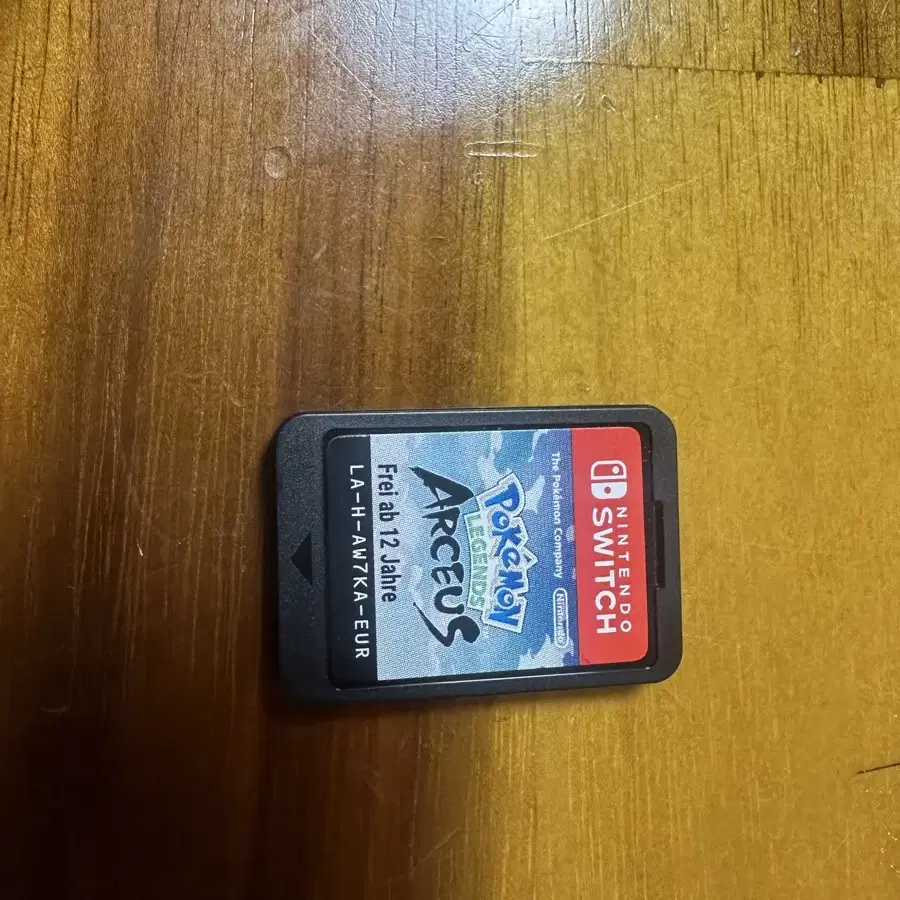 NINTENDO
SWITCH
The Pokémon Company
Nintendo
POKÉMON
LEGENDS
ARCEUS
Frei ab 12 Jahre
LA-H-AW7KA-EUR